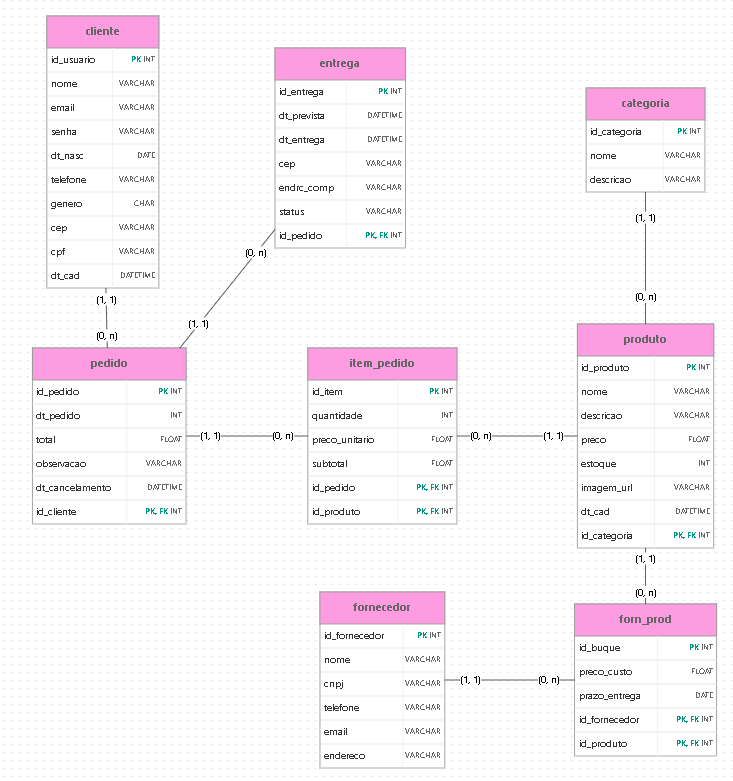 cliente
id_usuario PK INT
nome VARCHAR
email VARCHAR
senha VARCHAR
dt_nasc DATE
telefone VARCHAR
genero CHAR
cep VARCHAR
cpf VARCHAR
dt_cad DATETIME
(1, 1)
(0, n)
entrega
id_entrega PK INT
dt_prevista DATETIME
dt_entrega DATETIME
cep VARCHAR
endrc_comp VARCHAR
status VARCHAR
id_pedido PK, FK INT
(0, n)
(1, 1)
categoria
id_categoria PK INT
nome VARCHAR
descricao VARCHAR
(1, 1)
(0, n)
pedido
id_pedido PK INT
dt_pedido INT
total FLOAT
observacao VARCHAR
dt_cancelamento DATETIME
id_cliente PK, FK INT
(1, 1)
(0, n)
item_pedido
id_item PK INT
quantidade INT
preco_unitario FLOAT
subtotal FLOAT
id_pedido PK, FK INT
id_produto PK, FK INT
(0, n)
(1, 1)
produto
id_produto PK INT
nome VARCHAR
descricao VARCHAR
preco FLOAT
estoque INT
imagem_url VARCHAR
dt_cad DATETIME
id_categoria PK, FK INT
(1, 1)
(0, n)
fornecedor
id_fornecedor PK INT
nome VARCHAR
cnpj VARCHAR
telefone VARCHAR
email VARCHAR
endereco VARCHAR
(1, 1)
(0, n)
forn_prod
id_buque PK INT
preco_custo FLOAT
prazo_entrega DATE
id_fornecedor PK, FK INT
id_produto PK, FK INT